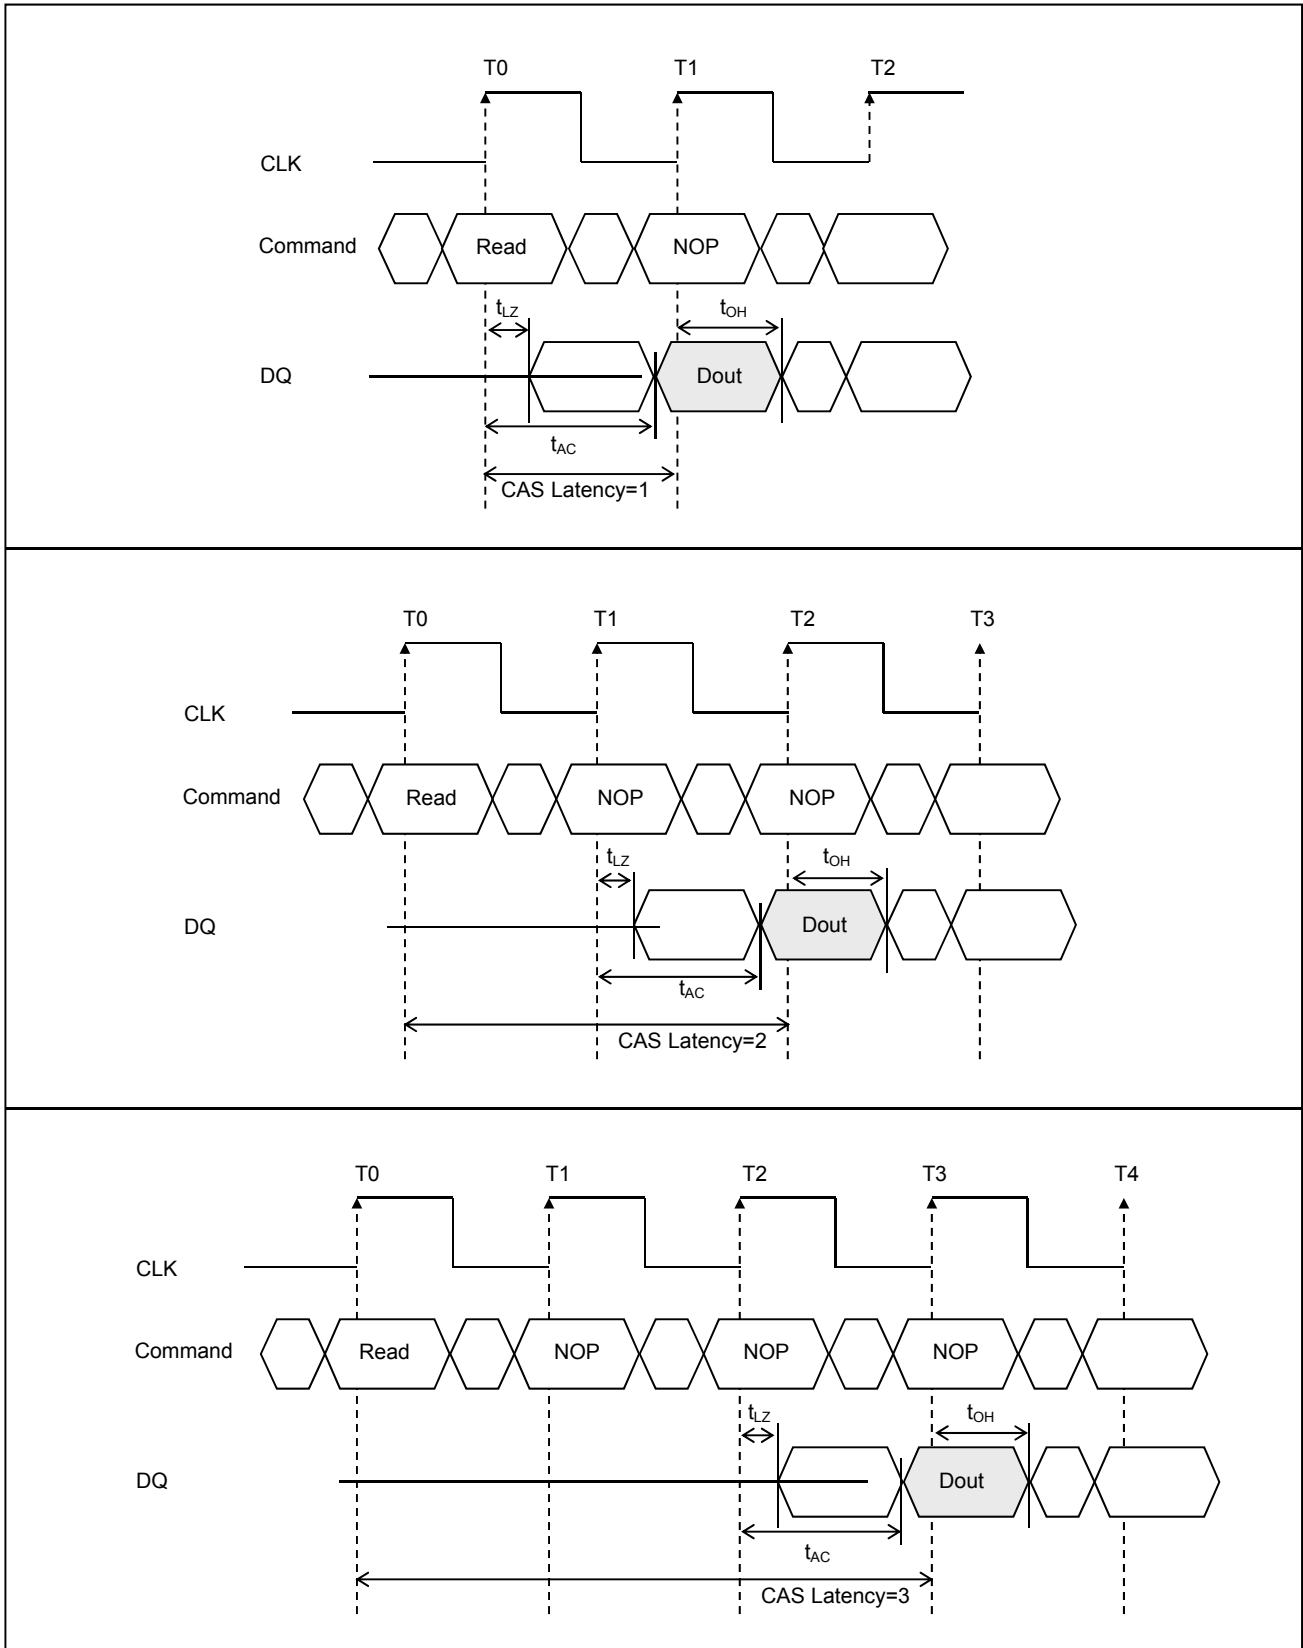 T0 T1 T2
CLK
Command Read NOP
tLZ tOH
DQ Dout
tAC
CAS Latency=1
T0 T1 T2 T3
CLK
Command Read NOP NOP
tLZ tOH
DQ Dout
tAC
CAS Latency=2
T0 T1 T2 T3 T4
CLK
Command Read NOP NOP NOP
tLZ tOH
DQ Dout
tAC
CAS Latency=3